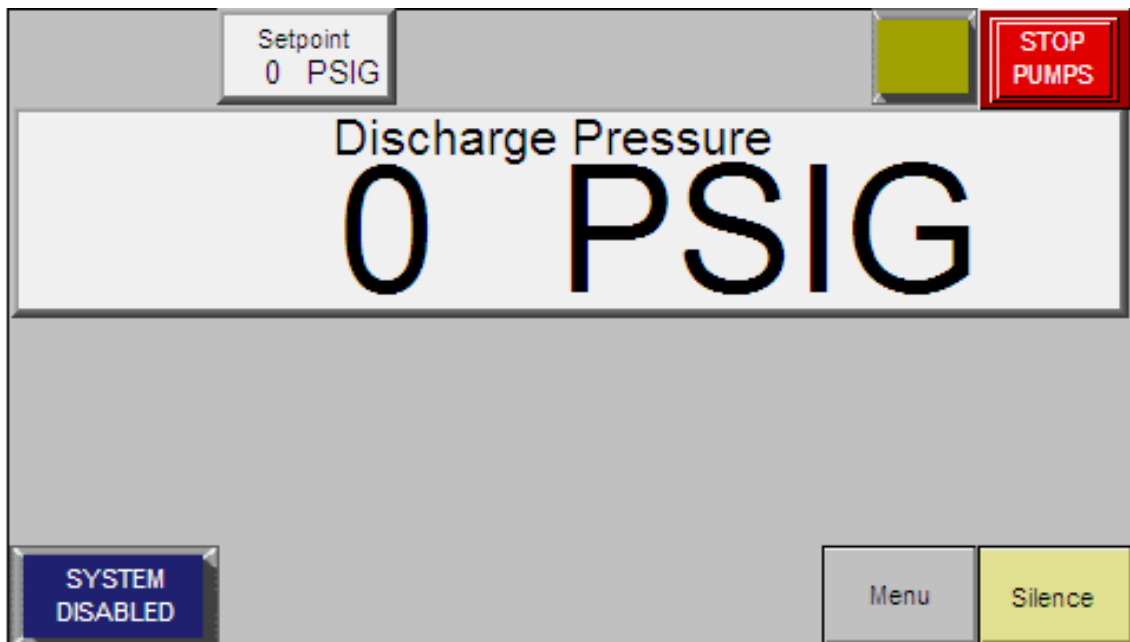 Setpoint
0 PSIG
STOP
PUMPS
Discharge Pressure
0 PSIG
SYSTEM
DISABLED
Menu
Silence